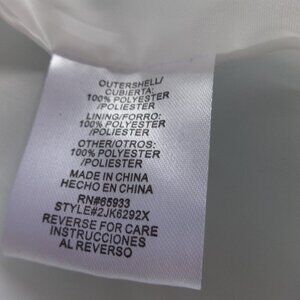 OUTERSHELL/
CUBIERTA:
100% POLYESTER
/POLIESTER
LINING/FORRO:
100% POLYESTER
/POLIESTER
OTHER/OTROS:
100% POLYESTER
/POLIESTER
MADE IN CHINA
HECHO EN CHINA
RN#65933
STYLE#2JK6292X
REVERSE FOR CARE
INSTRUCCIONES
AL REVERSO